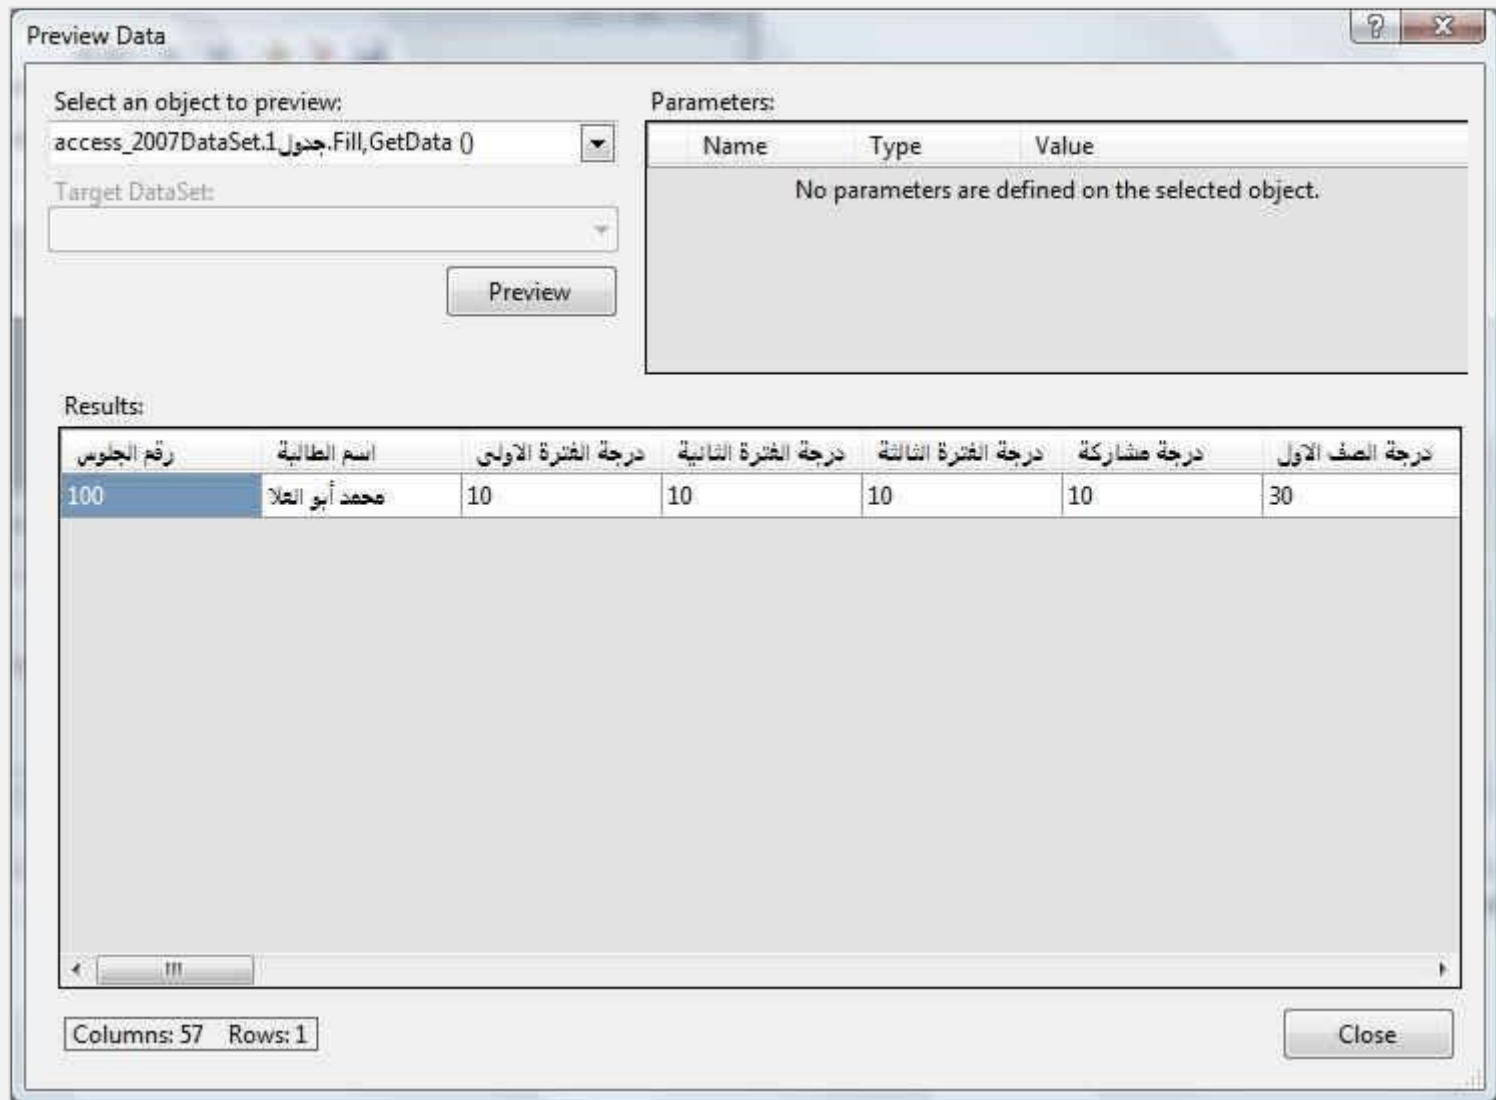 Preview Data
Select an object to preview:
Parameters:
access_2007DataSet.جدول1.Fill,GetData ()
Name Type Value
No parameters are defined on the selected object.
Target DataSet:
Preview
Results:
رقم الجلوس اسم الطالبة درجة الفترة الاولى درجة الفترة الثانية درجة الفترة الثالثة درجة مشاركة درجة الصف الاول
100 محمد أبو العلا 10 10 10 10 30
Columns: 57 Rows: 1
Close